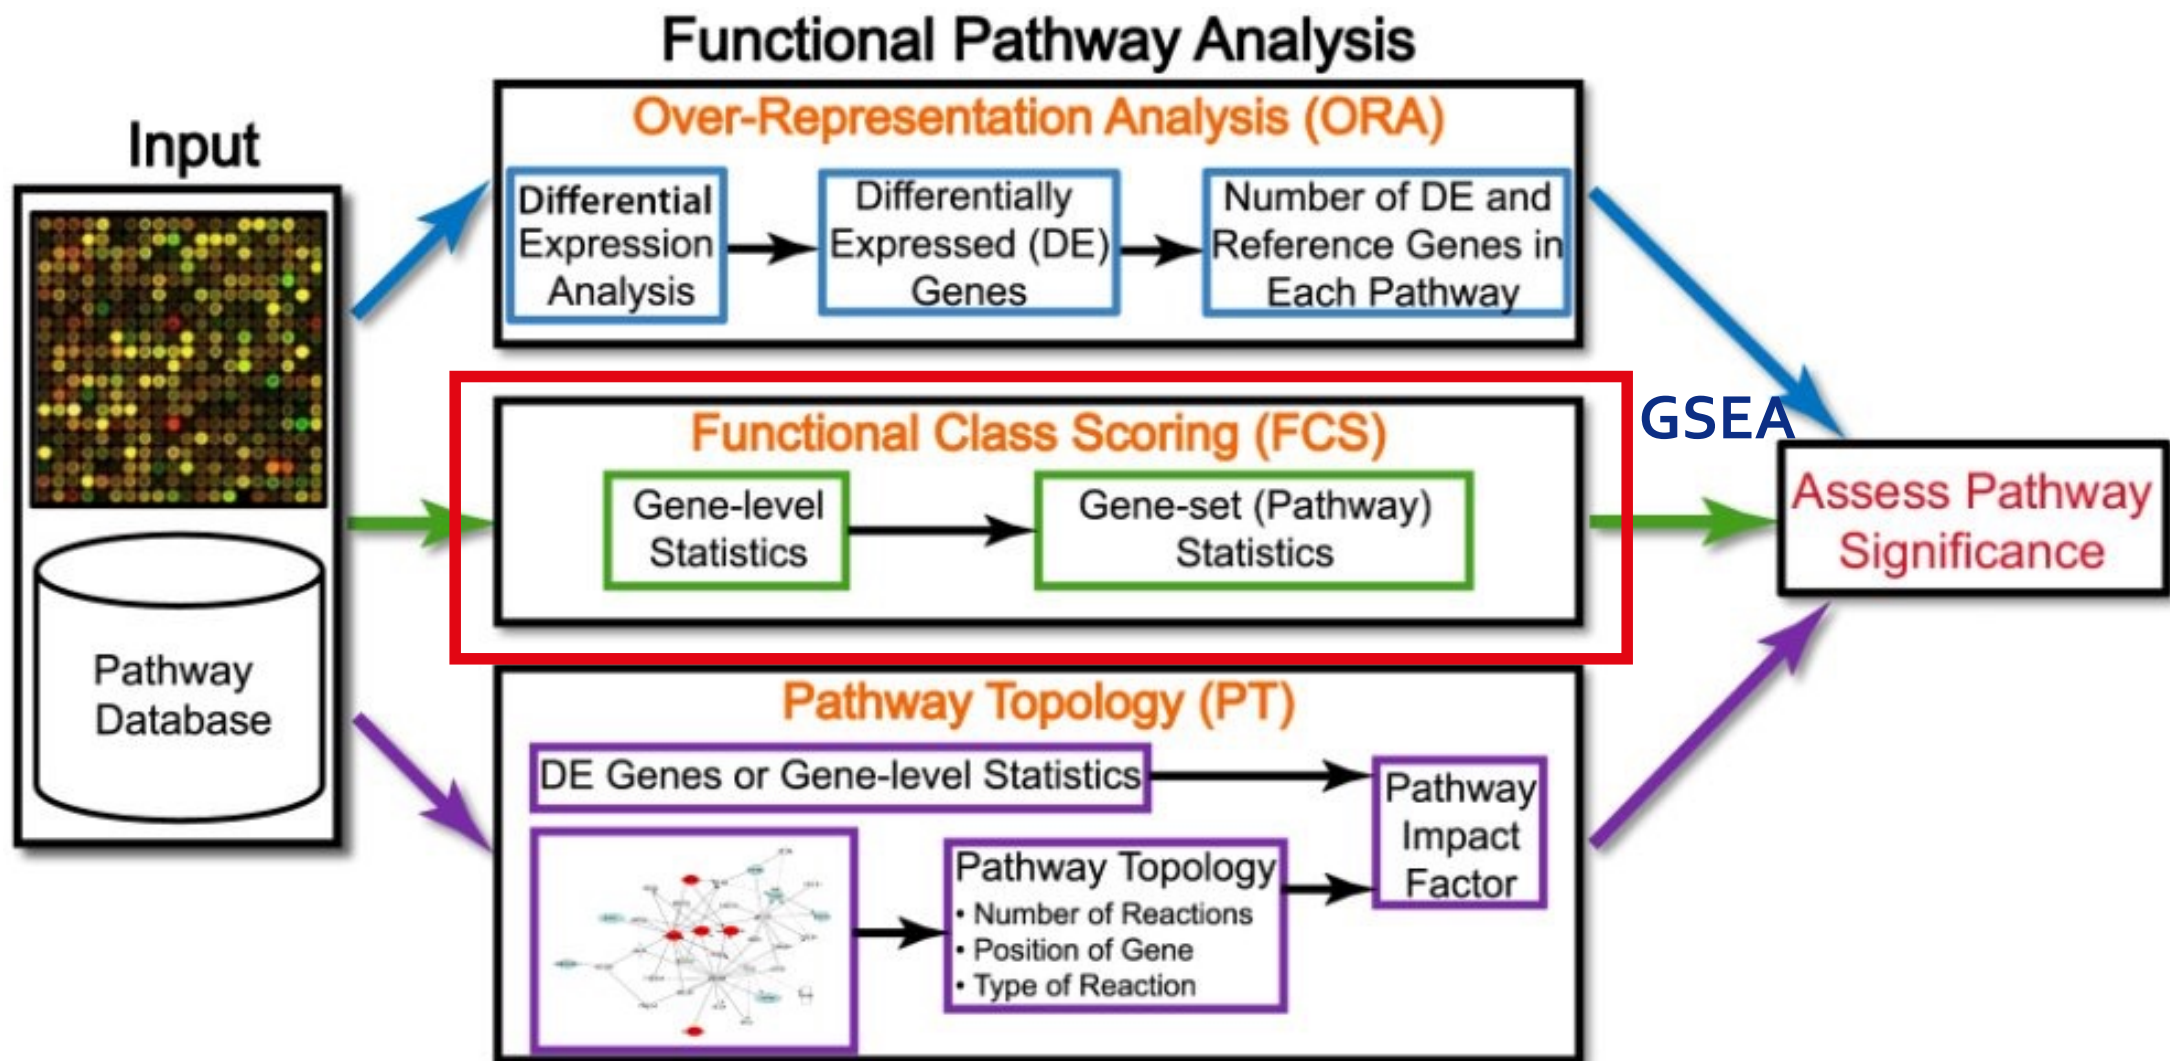 Functional Pathway Analysis
Input
Pathway
Database
Over-Representation Analysis (ORA)
Differential
Expression
Analysis
Differentially
Expressed (DE)
Genes
Number of DE and
Reference Genes in
Each Pathway
Functional Class Scoring (FCS)
Gene-level
Statistics
Gene-set (Pathway)
Statistics
GSEA
Pathway Topology (PT)
DE Genes or Gene-level Statistics
Pathway Topology
• Number of Reactions
• Position of Gene
• Type of Reaction
Pathway
Impact
Factor
Assess Pathway
Significance